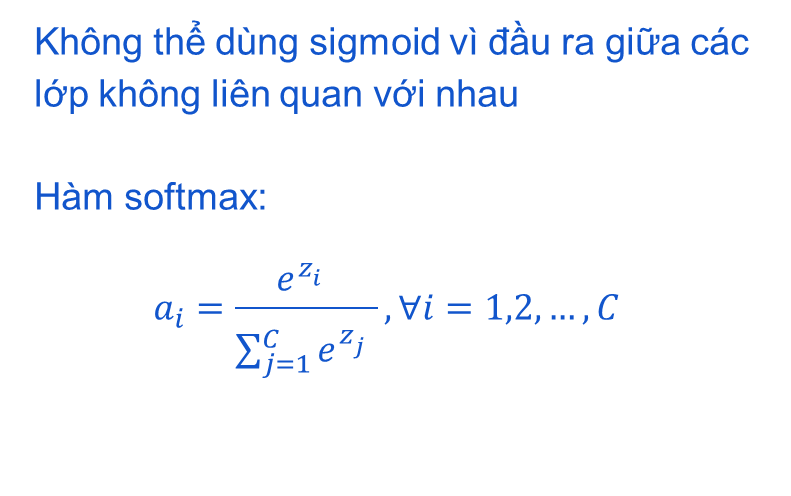 Không thể dùng sigmoid vì đầu ra giữa các
lớp không liên quan với nhau
Hàm softmax:
a_i = e^{z_i} / ∑_{j=1}^{C} e^{z_j} , ∀i = 1,2, … , C